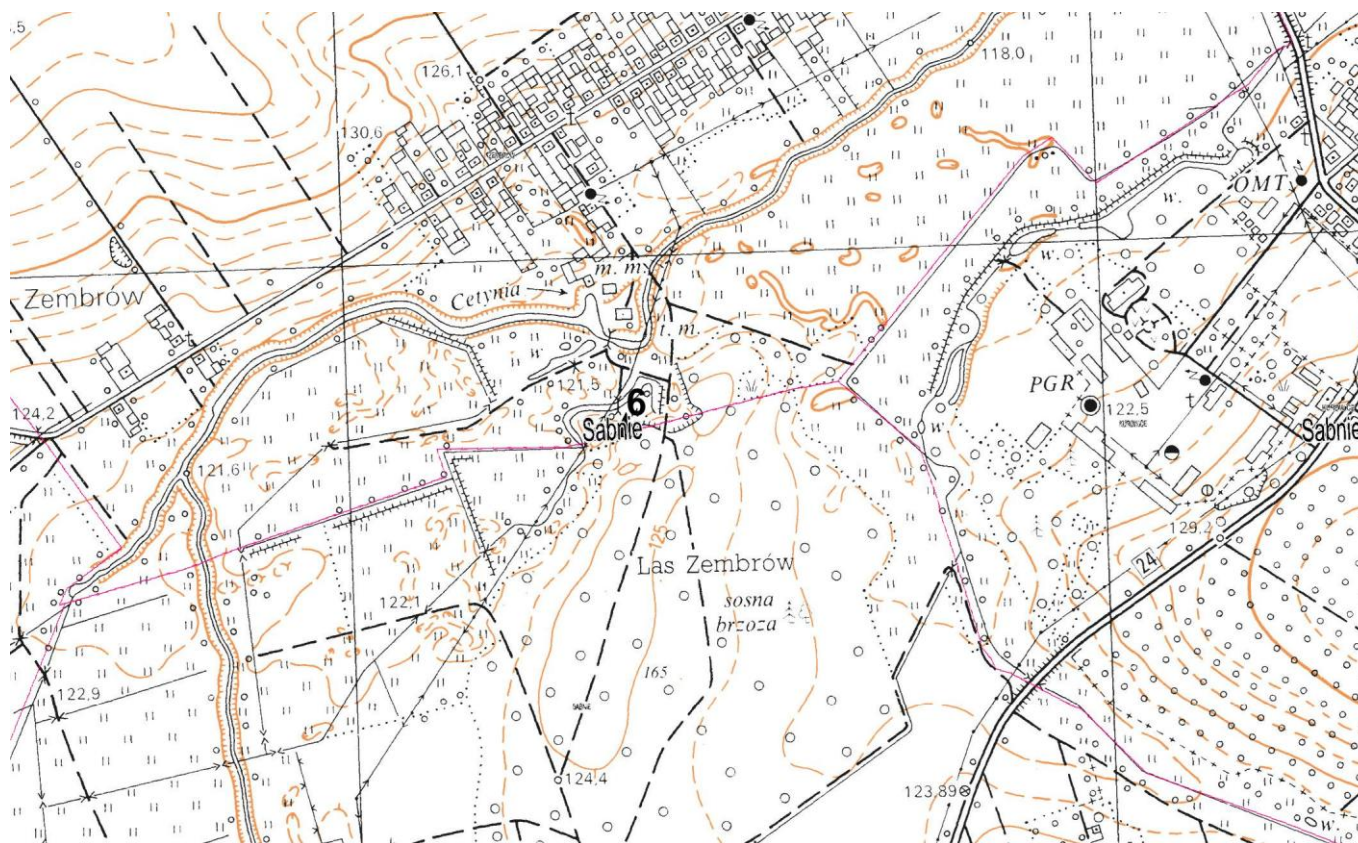 .5
126,1
118.0
130,6
OMT
w.
w.
m. m.
Zembrów
Cetynia
t. m.
w.
PGR
121,5
6
Sabnie
122.5
t
Sabnie
124.2
w.
121.6
129,2
125
24
Las Zembrów
sosna
brzoza
122,1
165
122,9
SABNIE
124,4
123,89
w.